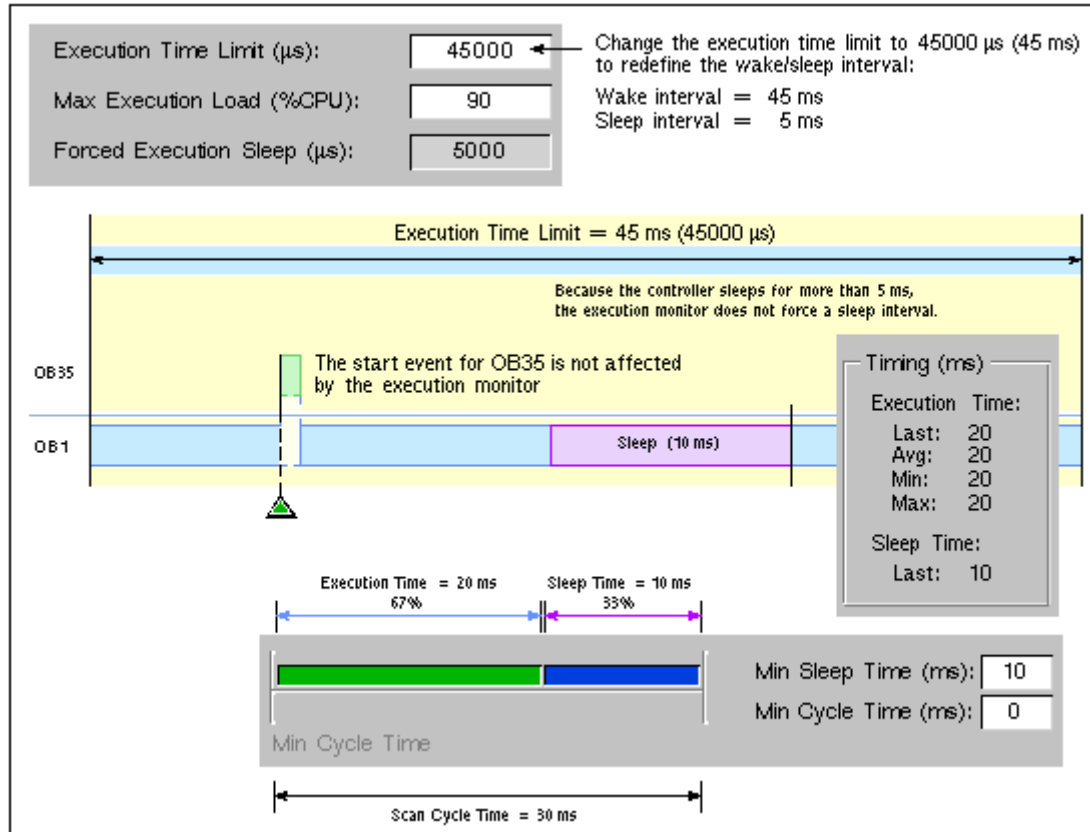 Execution Time Limit (µs): 45000
Change the execution time limit to 45000 µs (45 ms)
to redefine the wake/sleep interval:
Max Execution Load (%CPU): 90
Wake interval = 45 ms
Sleep interval = 5 ms
Forced Execution Sleep (µs): 5000
Execution Time Limit = 45 ms (45000 µs)
Because the controller sleeps for more than 5 ms,
the execution monitor does not force a sleep interval.
OB35
The start event for OB35 is not affected
by the execution monitor
OB1
Sleep (10 ms)
Timing (ms)
Execution Time:
Last: 20
Avg: 20
Min: 20
Max: 20
Sleep Time:
Last: 10
Execution Time = 20 ms
67%
Sleep Time = 10 ms
33%
Min Sleep Time (ms): 10
Min Cycle Time (ms): 0
Min Cycle Time
Scan Cycle Time = 30 ms